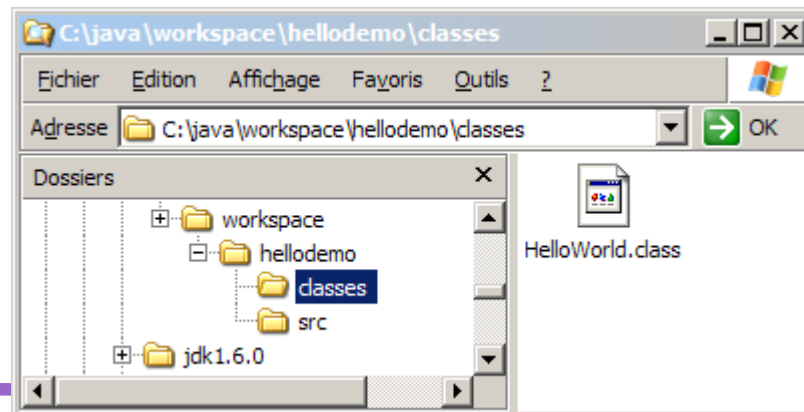 C:\java\workspace\hellodemo\classes
Fichier Edition Affichage Favoris Outils ?
Adresse C:\java\workspace\hellodemo\classes OK
Dossiers x
workspace
hellodemo
classes
src
jdk1.6.0
HelloWorld.class